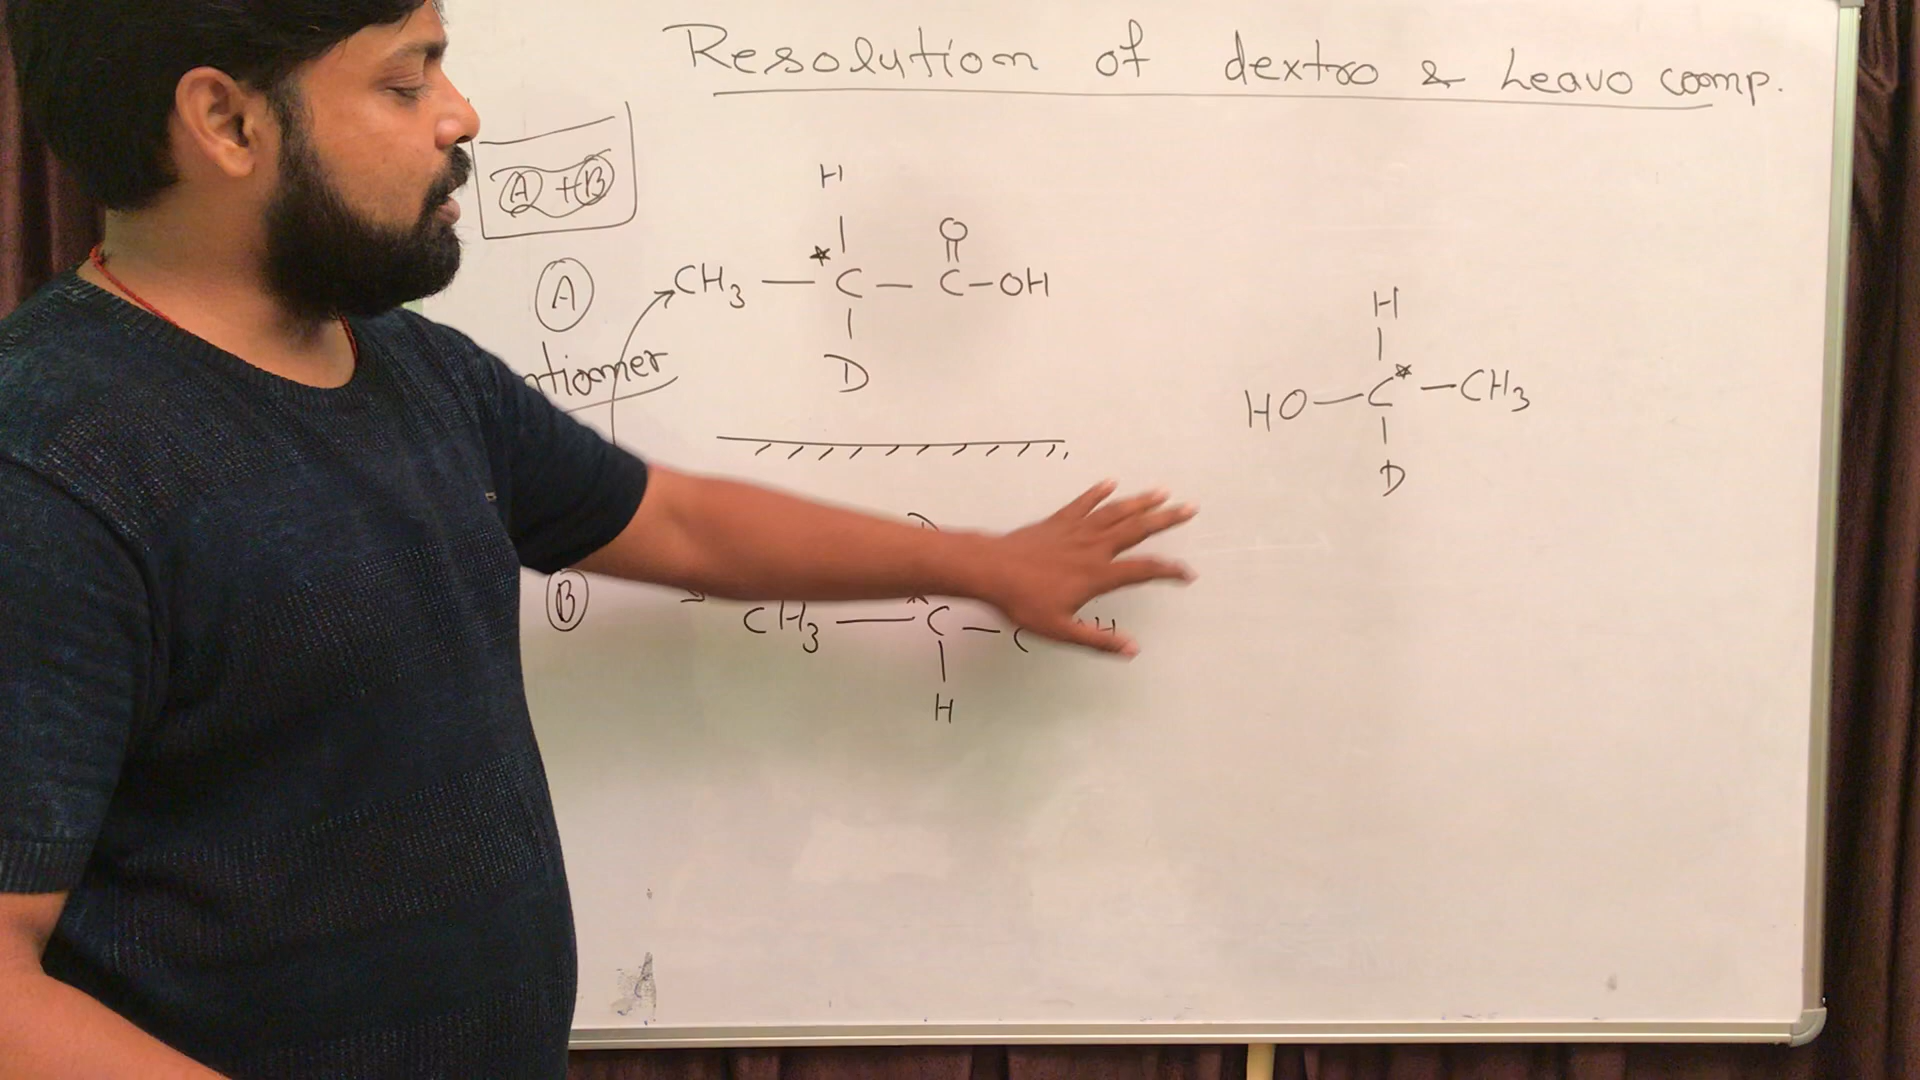 Resolution of dextro & Leavo comp.
A + B
H
O
* CH3 — C — C – OH
A
D
ntiomer
H
HO — C* — CH3
D
B
CH3 — C – C
H